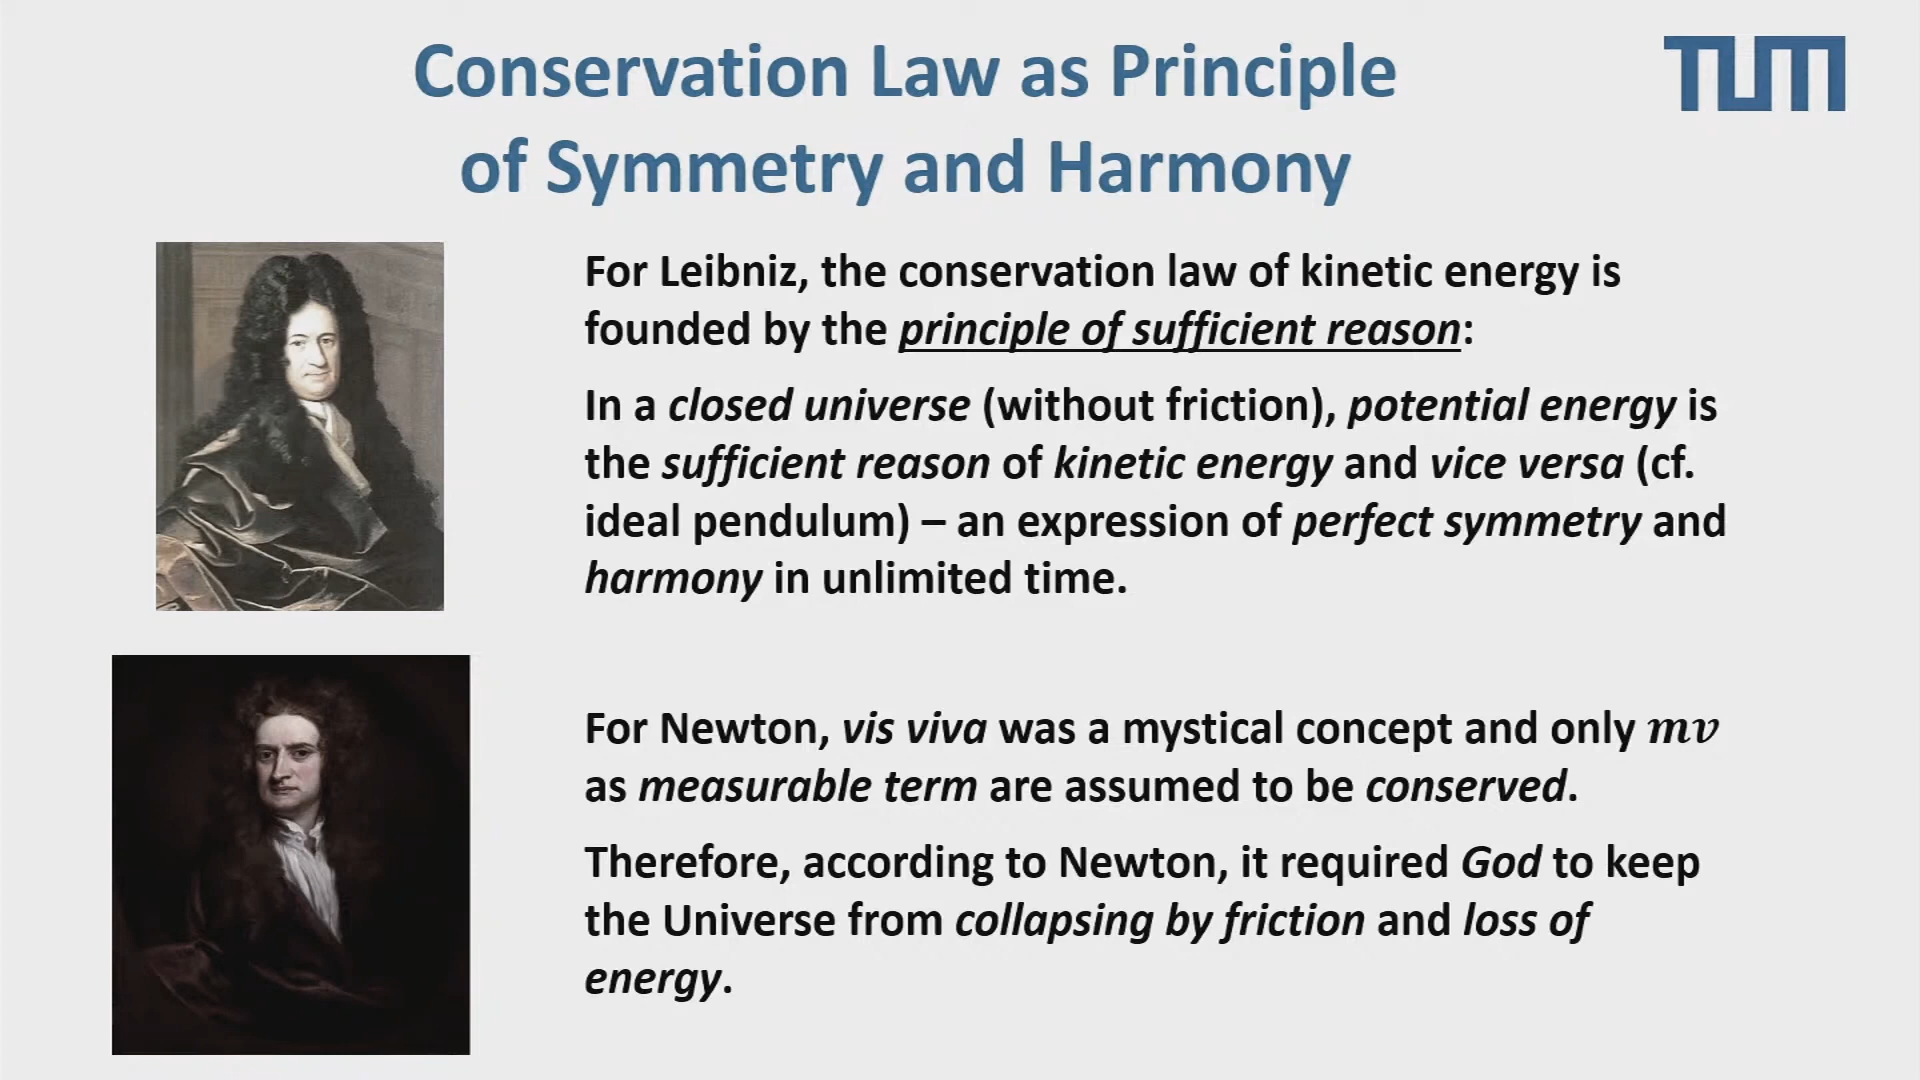 Conservation Law as Principle
of Symmetry and Harmony
TUM
For Leibniz, the conservation law of kinetic energy is
founded by the principle of sufficient reason:
In a closed universe (without friction), potential energy is
the sufficient reason of kinetic energy and vice versa (cf.
ideal pendulum) – an expression of perfect symmetry and
harmony in unlimited time.
For Newton, vis viva was a mystical concept and only mv
as measurable term are assumed to be conserved.
Therefore, according to Newton, it required God to keep
the Universe from collapsing by friction and loss of
energy.